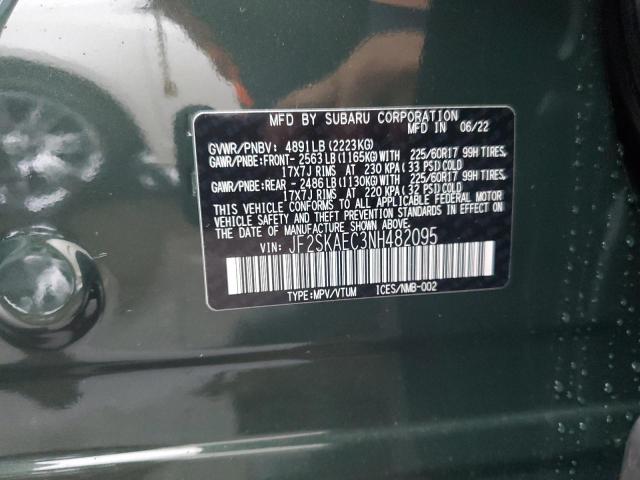 MFD BY SUBARU CORPORATION
MFD IN 06/22
GVWR/PNBV: 4891LB (2223KG)
GAWR/PNBE:FRONT- 2563LB(1165KG)WITH 225/60R17 99H TIRES,
17X7J RIMS AT 230 KPA(33 PSI)COLD
GAWR/PNBE:REAR - 2486LB(1130KG)WITH 225/60R17 99H TIRES,
17X7J RIMS AT 220 KPA(32 PSI)COLD
THIS VEHICLE CONFORMS TO ALL APPLICABLE FEDERAL MOTOR
VEHICLE SAFETY AND THEFT PREVENTION STANDARDS IN EFFECT ON
THE DATE OF MANUFACTURE SHOWN ABOVE
VIN: JF2SKAEC3NH482095
TYPE:MPV/VTUM ICES/NMB-002